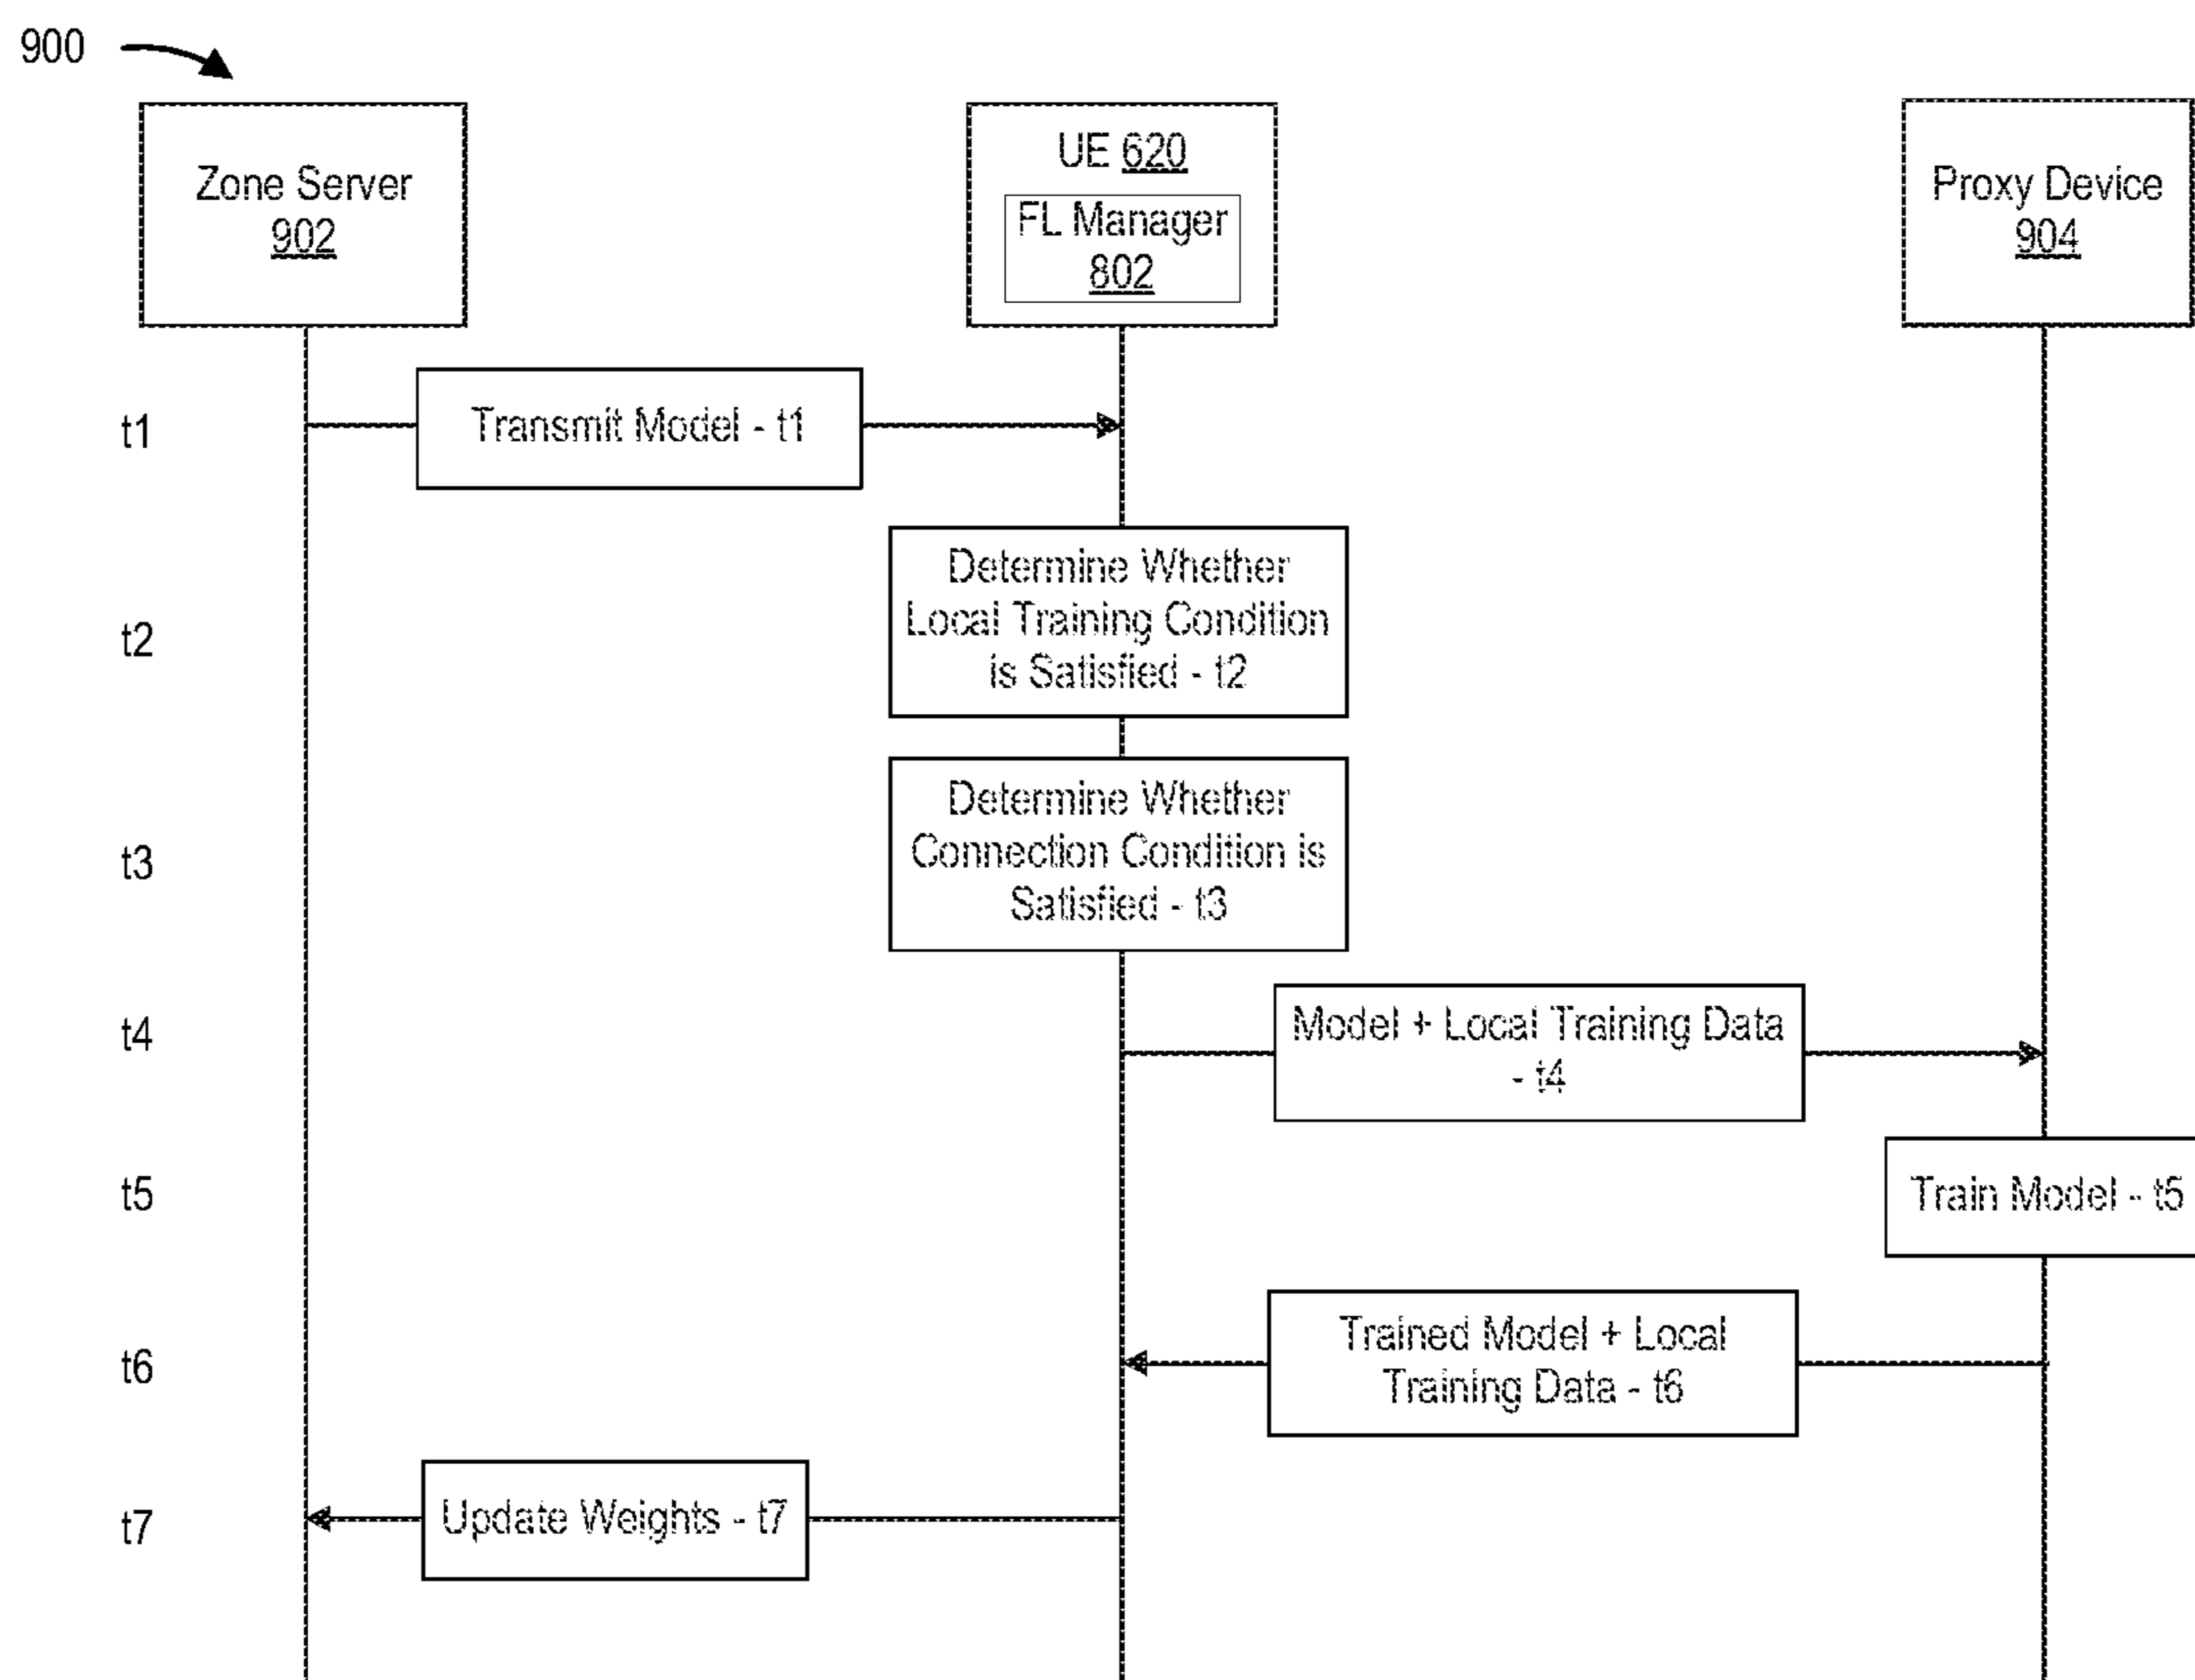 900
Zone Server
902
UE 620
FL Manager
802
Proxy Device
904
t1
Transmit Model - t1
t2
Determine Whether
Local Training Condition
is Satisfied - t2
t3
Determine Whether
Connection Condition is
Satisfied - t3
t4
Model + Local Training Data
- t4
t5
Train Model - t5
t6
Trained Model + Local
Training Data - t6
t7
Update Weights - t7